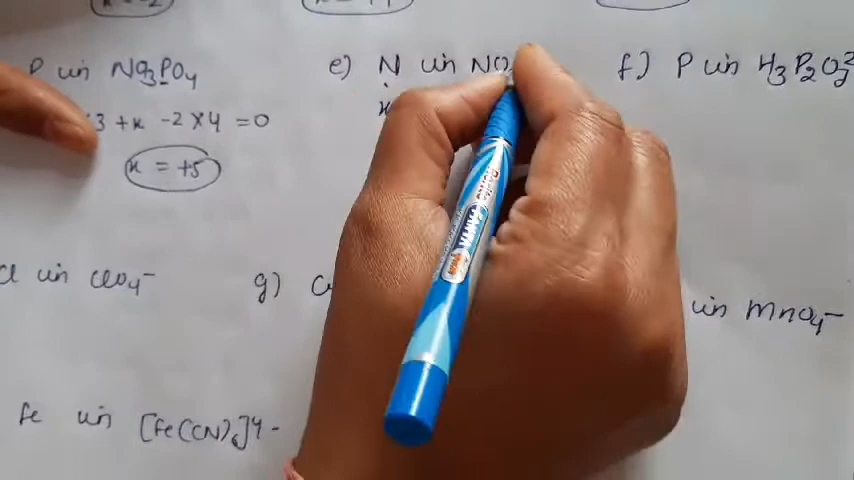 P in Na3PO4 e) N in NO f) P in H3P2O7²
3 + x - 2 x 4 = 0 x
x = +5
Cl in ClO4⁻ g) in MnO4⁻
Fe in [Fe(CN)6]4-